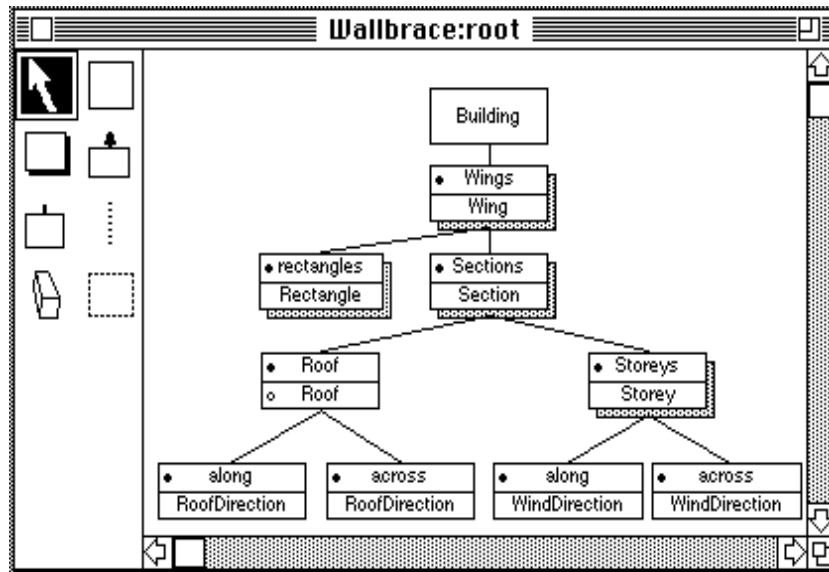 Wallbrace:root
Building
Wings
Wing
rectangles
Rectangle
Sections
Section
Roof
Roof
Storeys
Storey
along
RoofDirection
across
RoofDirection
along
WindDirection
across
WindDirection